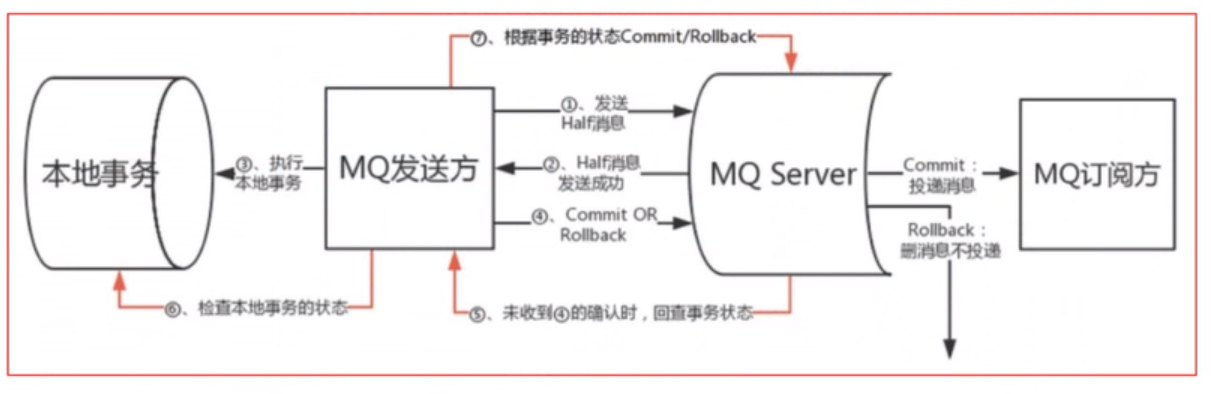 ⑦、根据事务的状态Commit/Rollback
①、发送
Half消息
本地事务
③、执行
本地事务
MQ发送方
②、Half消息
发送成功
MQ Server
Commit：
投递消息
MQ订阅方
④、Commit OR
Rollback
Rollback：
删消息不投递
⑥、检查本地事务的状态
⑤、未收到④的确认时，回查事务状态